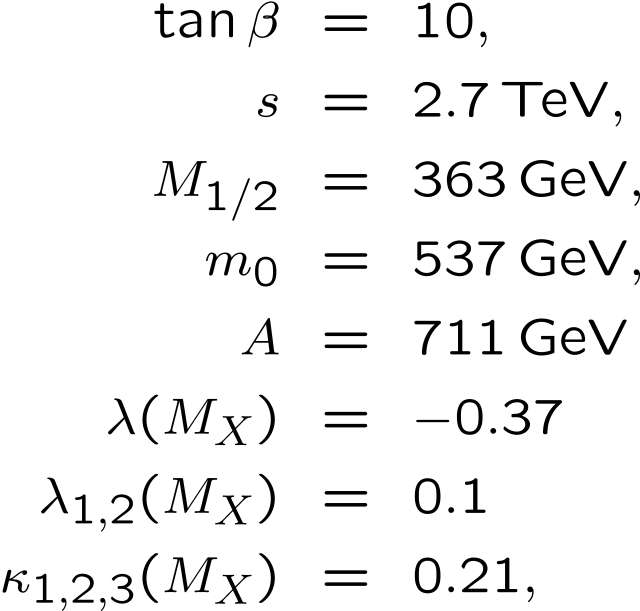 tan β = 10,
s = 2.7 TeV,
M_{1/2} = 363 GeV,
m_0 = 537 GeV,
A = 711 GeV
λ(M_X) = −0.37
λ_{1,2}(M_X) = 0.1
κ_{1,2,3}(M_X) = 0.21,